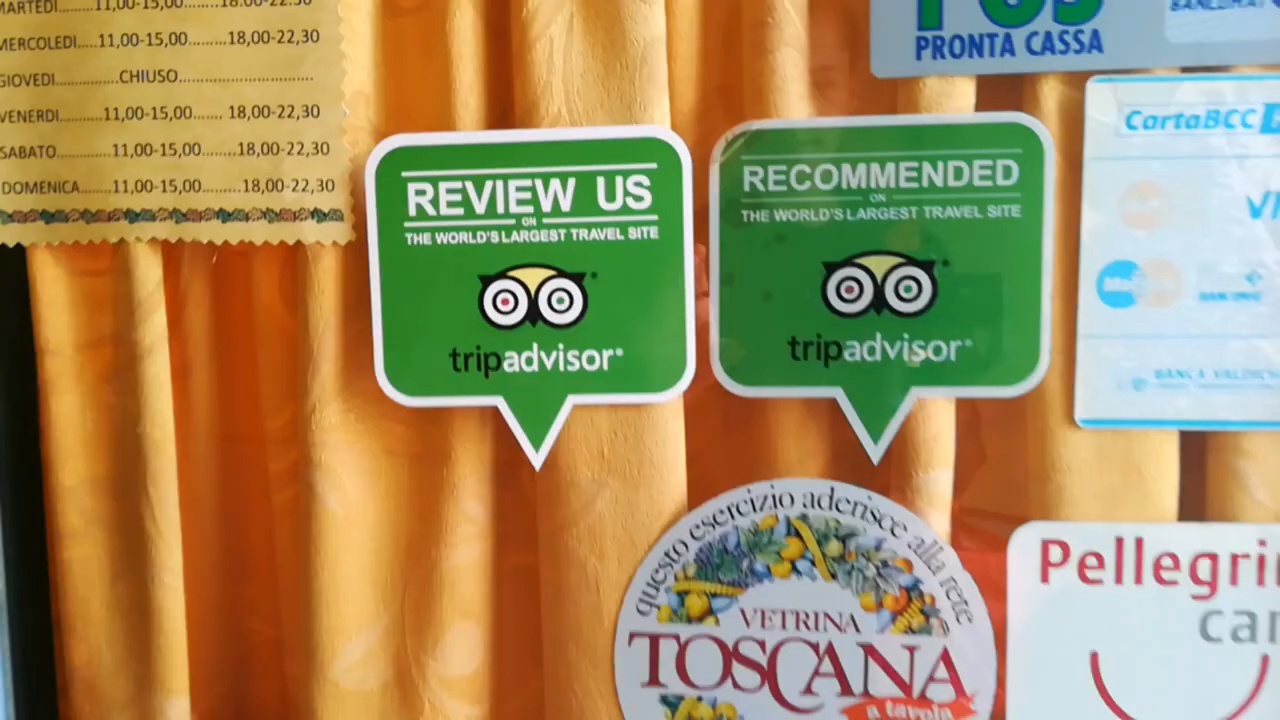 MARTEDI......11,00-15,00......18.00-22.30
MERCOLEDI.....11,00-15,00.........18,00-22,30
GIOVEDI...............CHIUSO..............................
VENERDI..........11,00-15,00....... 18,00-22,30
SABATO..........11,00-15,00........18,00-22,30
DOMENICA.......11,00-15,00........18,00-22,30
REVIEW US
ON
THE WORLD'S LARGEST TRAVEL SITE
tripadvisor®
RECOMMENDED
ON
THE WORLD'S LARGEST TRAVEL SITE
tripadvisor®
POS
PRONTA CASSA
CartaBCC
questo esercizio aderisce alla rete
VETRINA
TOSCANA
a tavola
Pellegri